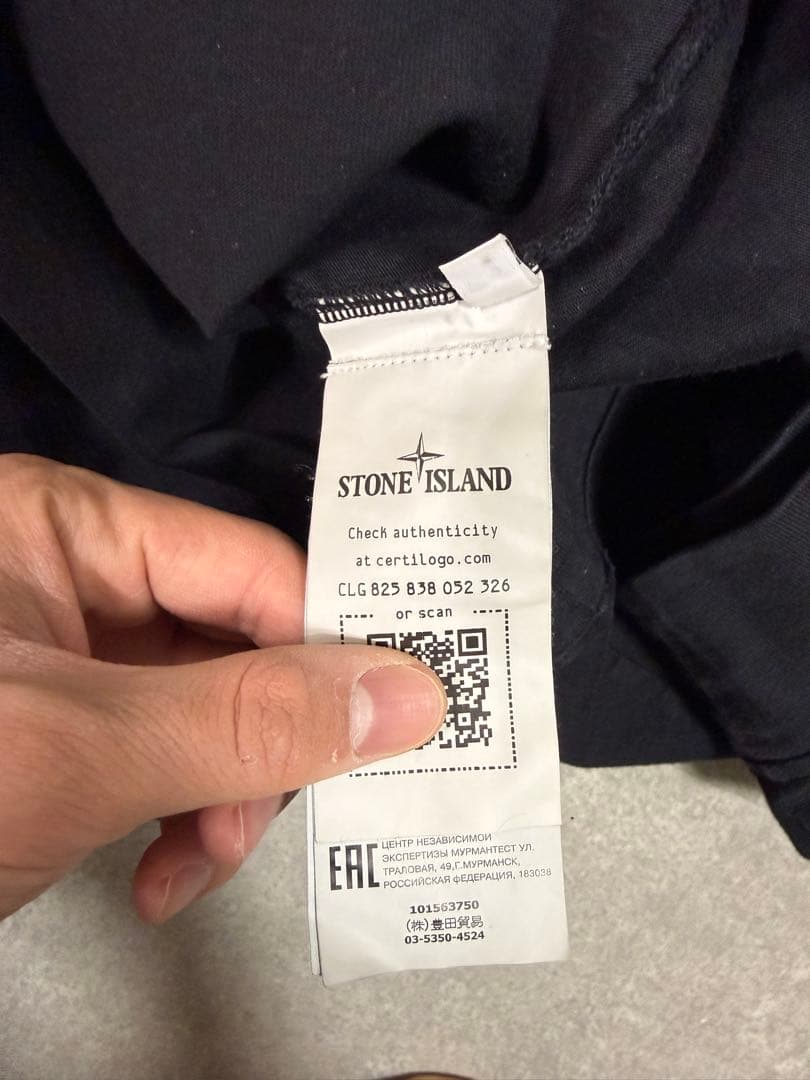 STONE ISLAND
Check authenticity
at certilogo.com
CLG 825 838 052 326
or scan
EAC
ЦЕНТР НЕЗАВИСИМОЙ
ЭКСПЕРТИЗЫ МУРМАНТЕСТ УЛ.
ТРАЛОВАЯ, 49,Г.МУРМАНСК,
РОССИЙСКАЯ ФЕДЕРАЦИЯ, 183038
101563750
(株)豊田貿易
03-5350-4524